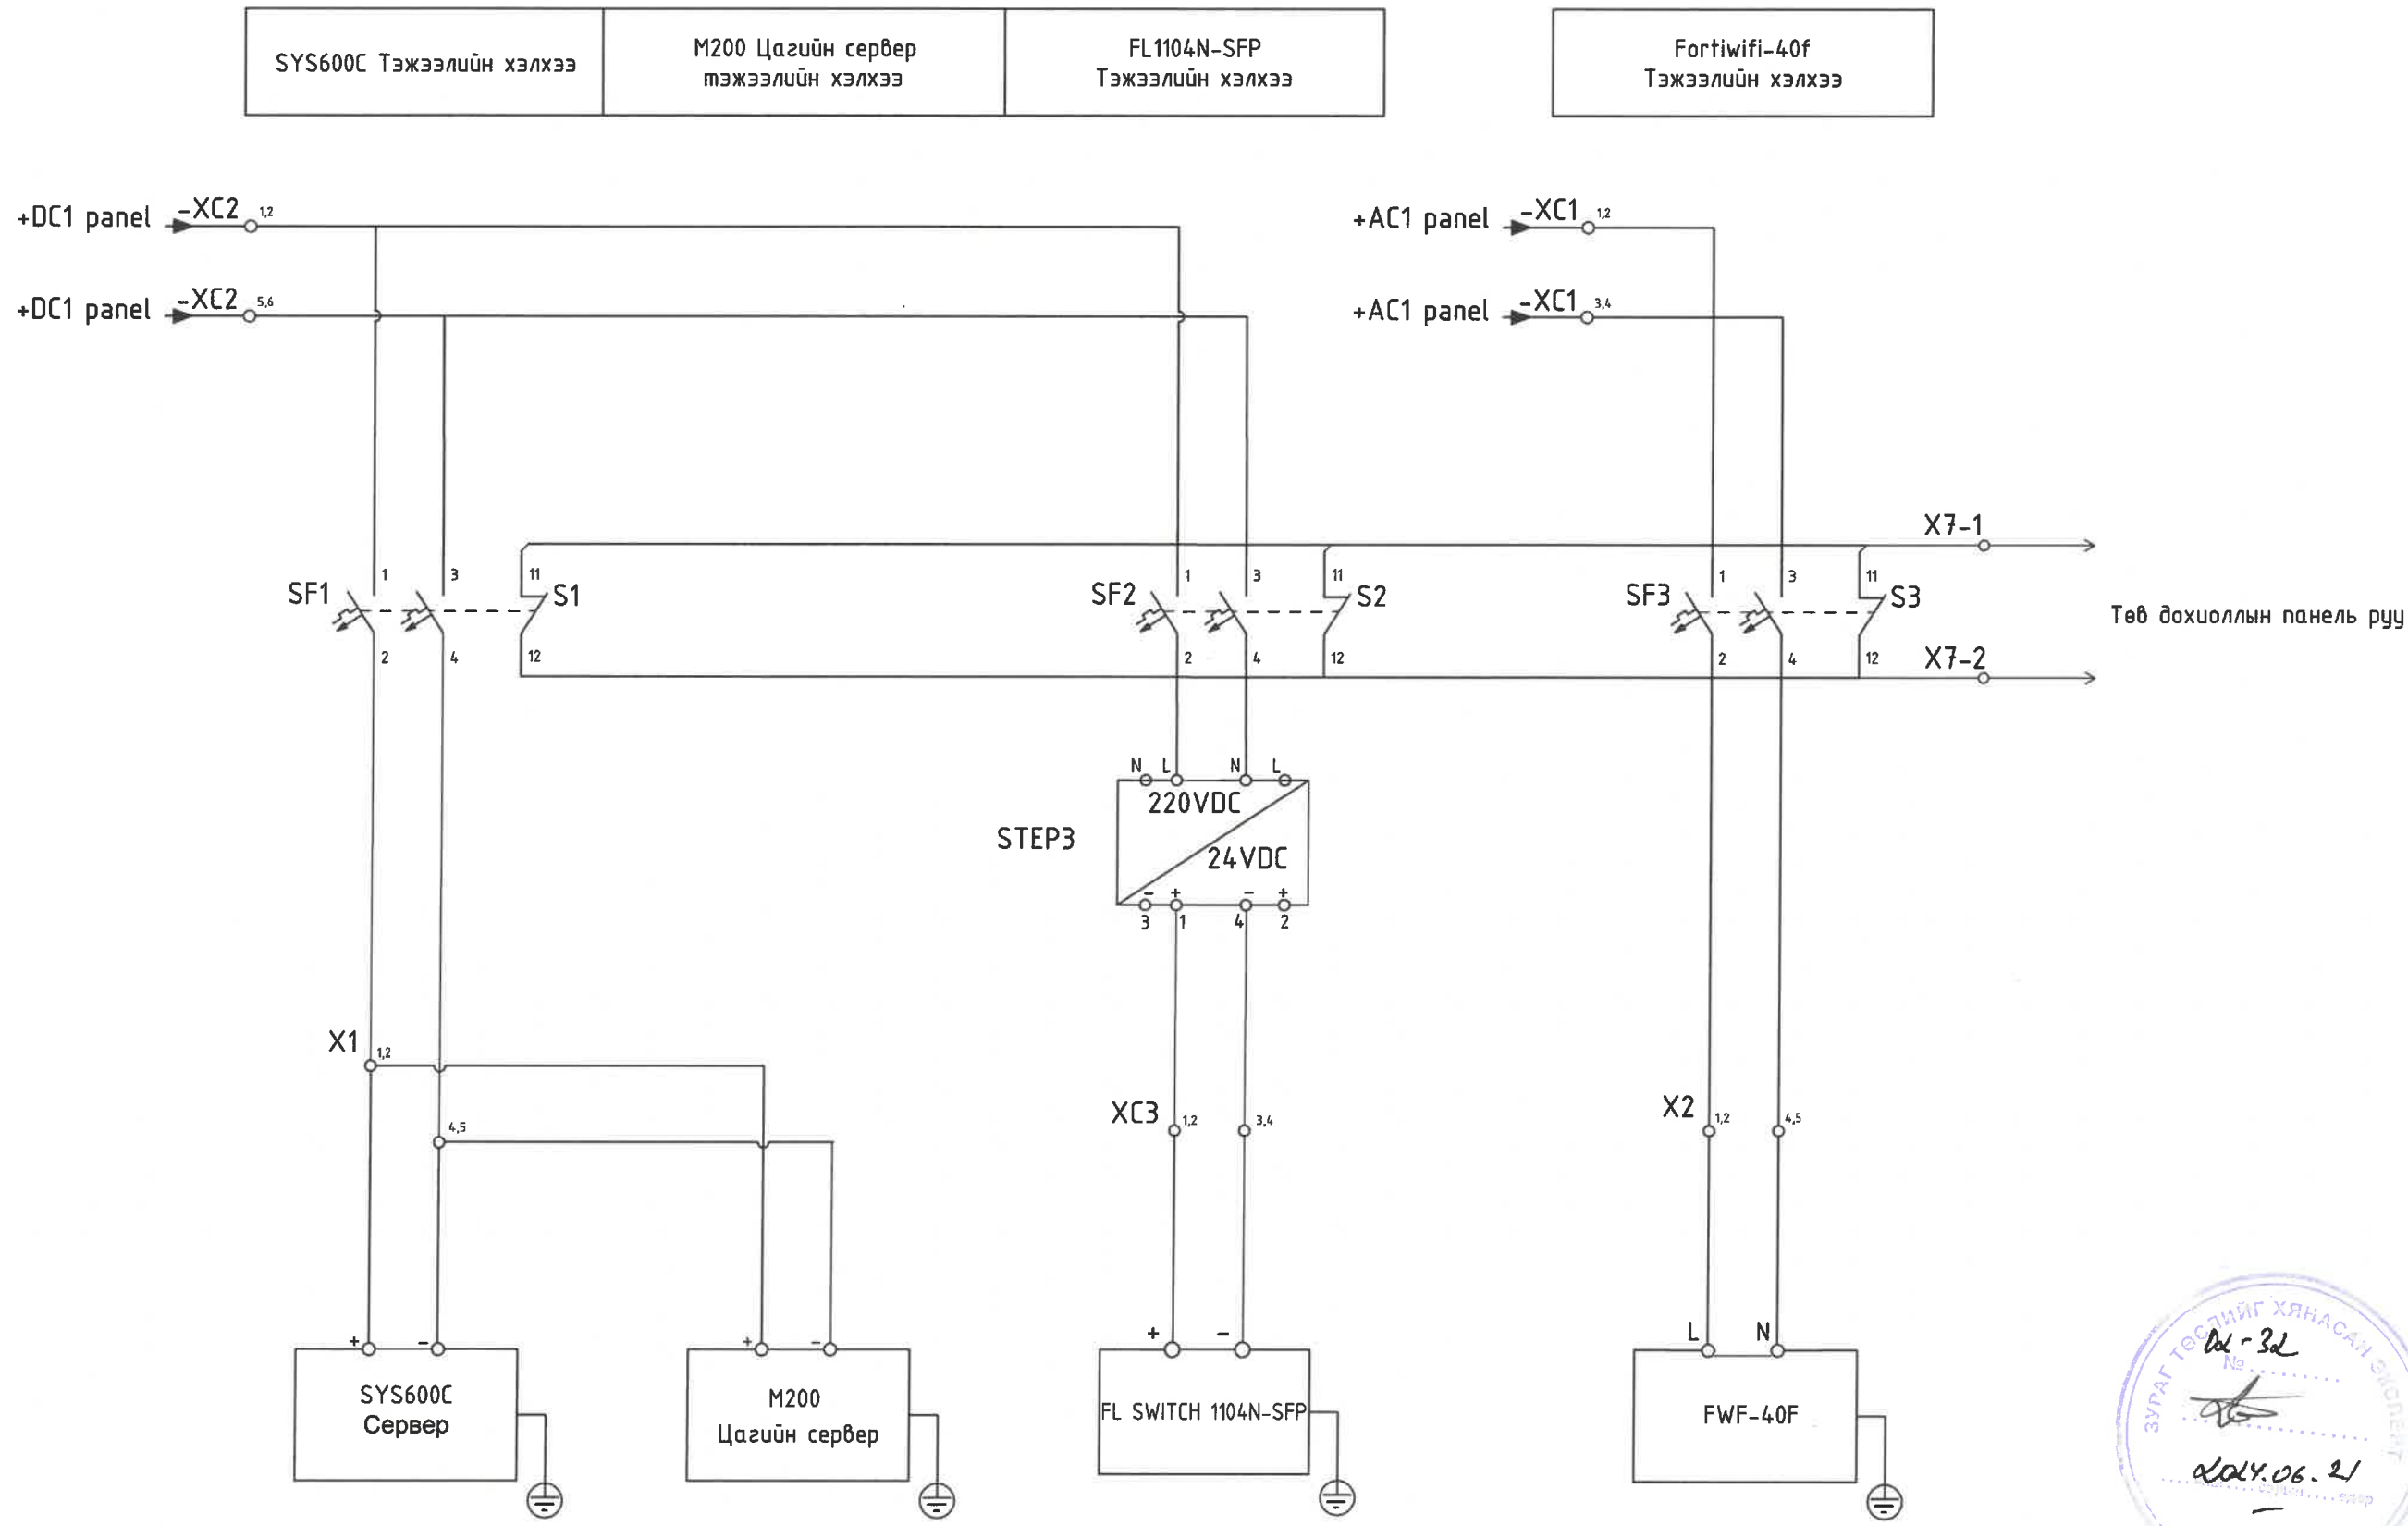 SYS600C Тэжээлийн хэлхээ
M200 Цагийн сервер
тэжээлийн хэлхээ
FL1104N-SFP
Тэжээлийн хэлхээ
Fortiwifi-40f
Тэжээлийн хэлхээ
+DC1 panel -XC2 1,2
+AC1 panel -XC1 1,2
+DC1 panel -XC2 5,6
+AC1 panel -XC1 3,4
X7-1
1 3 11
1 3 11
1 3 11
SF1 S1
SF2 S2
SF3 S3
Төв дохиоллын панель руу
2 4 12
2 4 12
2 4 12
X7-2
N L N L
220VDC
STEP3
24VDC
- + - +
3 1 4 2
X1 1,2
4,5
XC3 1,2 3,4
X2 1,2 4,5
+ -
+ -
+ -
L N
SYS600C
Сервер
M200
Цагийн сервер
FL SWITCH 1104N-SFP
FWF-40F
ЗУРАГ ТӨСЛИЙГ ХЯНАСАН ЭКСПЕРТ
№